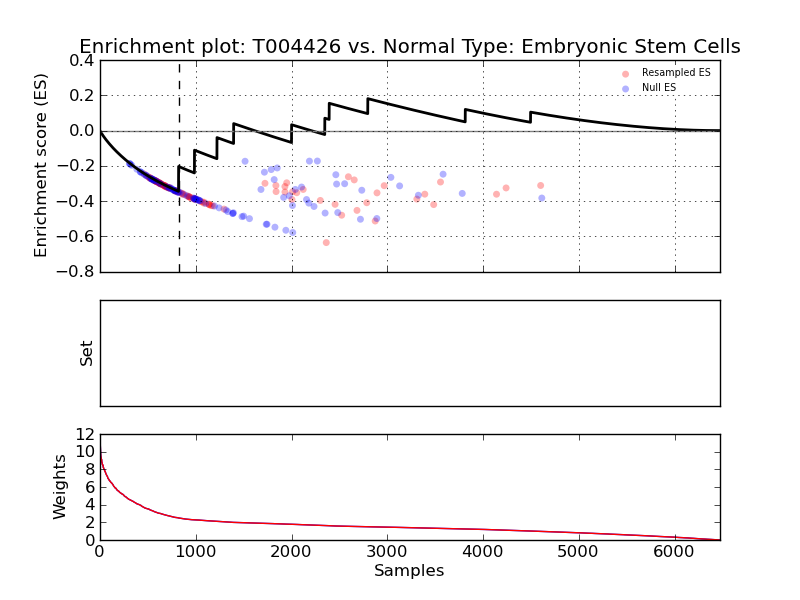 Enrichment plot: T004426 vs. Normal Type: Embryonic Stem Cells
Enrichment score (ES)
0.4
0.2
0.0
−0.2
−0.4
−0.6
−0.8
Resampled ES
Null ES
Set
Weights
12
10
8
6
4
2
0
0 1000 2000 3000 4000 5000 6000
Samples